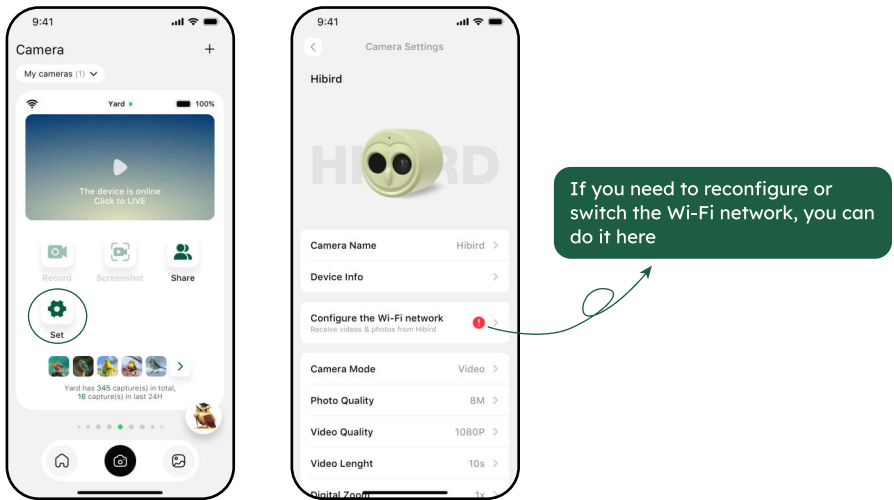 9:41
Camera
+
My cameras (1)
Yard
100%
The device is online
Click to LIVE
Record
Screenshot
Share
Set
Yard has 345 capture(s) in total,
16 capture(s) in last 24H
9:41
Camera Settings
Hibird
HIBIRD
Camera Name
Hibird
Device Info
Configure the Wi-Fi network
Receive videos & photos from Hibird
!
Camera Mode
Video
Photo Quality
8M
Video Quality
1080P
Video Lenght
10s
Digital Zoom
1x
If you need to reconfigure or
switch the Wi-Fi network, you can
do it here